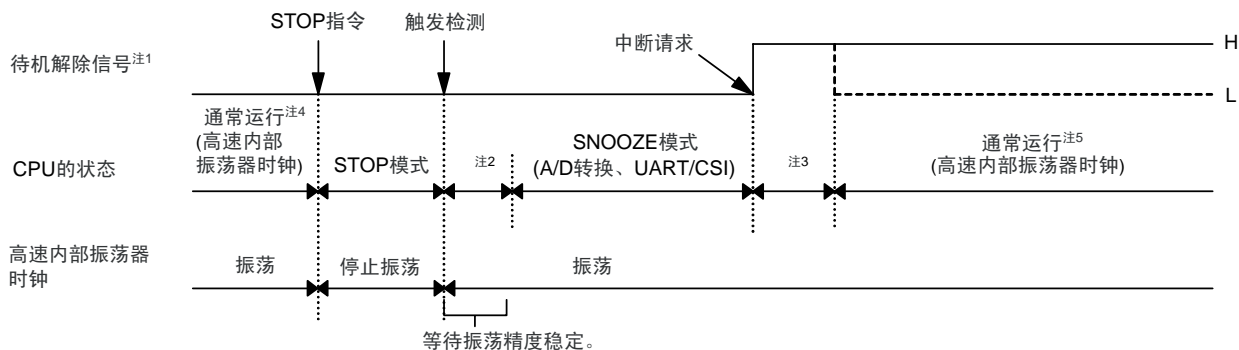 STOP指令
触发检测
待机解除信号注1
中断请求
H
L
CPU的状态
通常运行注4
(高速内部
振荡器时钟)
STOP模式
注2
SNOOZE模式
(A/D转换、UART/CSI)
注3
通常运行注5
(高速内部振荡器时钟)
高速内部振荡器
时钟
振荡
停止振荡
振荡
等待振荡精度稳定。